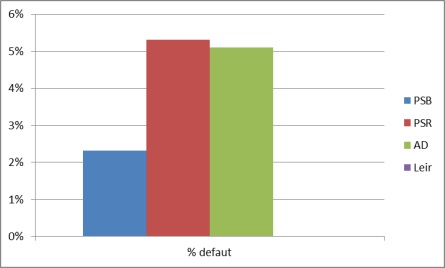 6%
5%
4%
3%
2%
1%
0%
% defaut
PSB
PSR
AD
Leir